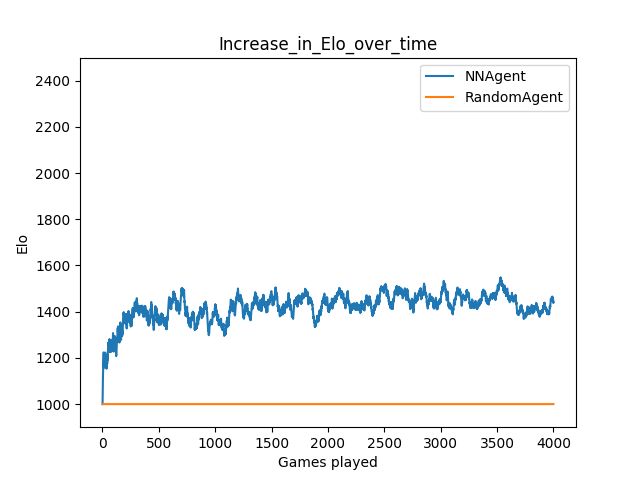 Increase_in_Elo_over_time
NNAgent
RandomAgent
2400
2200
2000
1800
1600
1400
1200
1000
Elo
0 500 1000 1500 2000 2500 3000 3500 4000
Games played